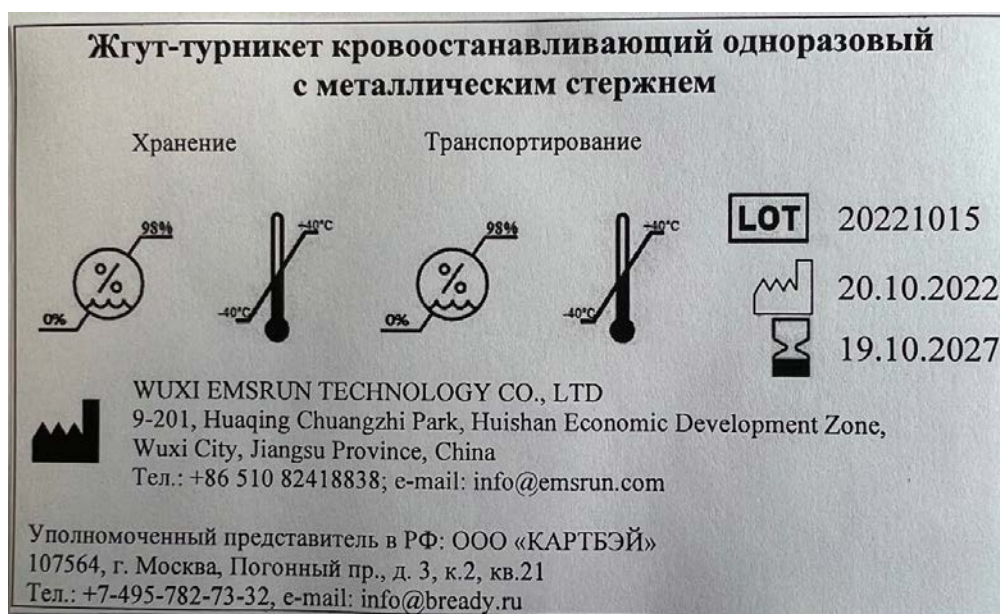 Жгут-турникет кровоостанавливающий одноразовый
с металлическим стержнем
Хранение
Транспортирование
98%
0%
+40°C
-40°C
98%
0%
+40°C
-40°C
%
%
LOT 20221015
20.10.2022
19.10.2027
WUXI EMSRUN TECHNOLOGY CO., LTD
9-201, Huaqing Chuangzhi Park, Huishan Economic Development Zone,
Wuxi City, Jiangsu Province, China
Тел.: +86 510 82418838; e-mail: info@emsrun.com
Уполномоченный представитель в РФ: ООО «КАРТБЭЙ»
107564, г. Москва, Погонный пр., д. 3, к.2, кв.21
Тел.: +7-495-782-73-32, e-mail: info@bready.ru